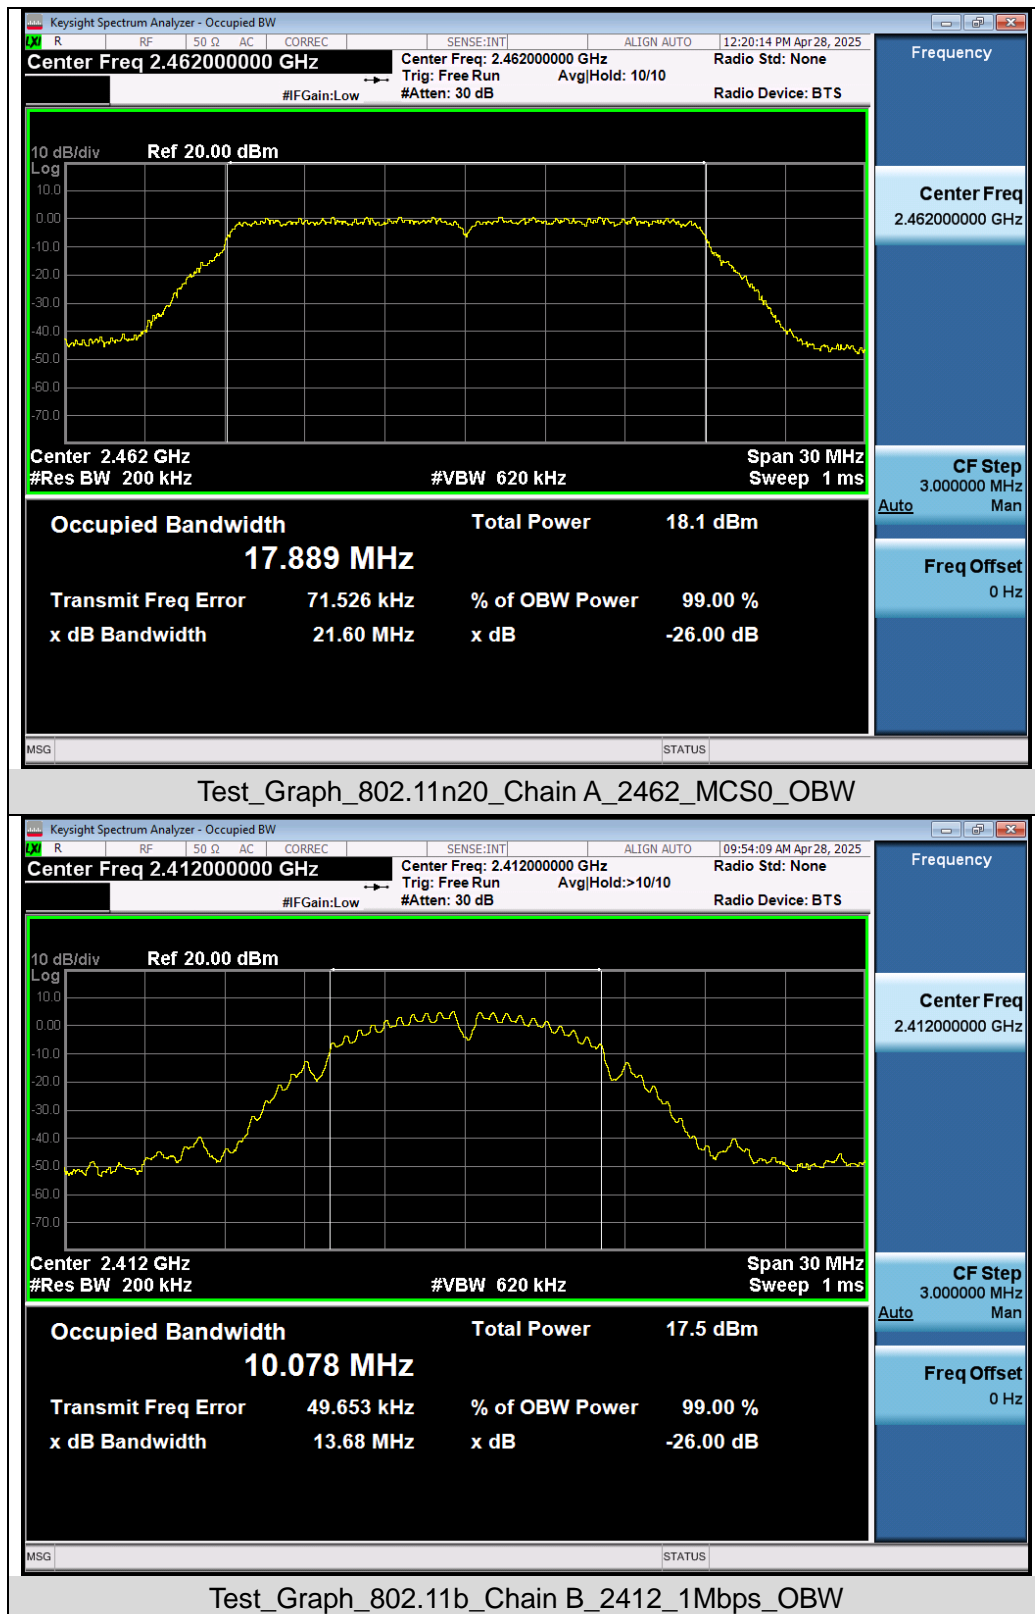 Keysight Spectrum Analyzer - Occupied BW
LXI R RF 50 Ω AC CORREC SENSE:INT ALIGN AUTO 12:20:14 PM Apr 28, 2025
Center Freq 2.462000000 GHz
Center Freq: 2.462000000 GHz
Radio Std: None
Trig: Free Run Avg|Hold: 10/10
#IFGain:Low
#Atten: 30 dB
Radio Device: BTS
Frequency
10 dB/div Ref 20.00 dBm
Log
10.0
0.00
-10.0
-20.0
-30.0
-40.0
-50.0
-60.0
-70.0
Center Freq
2.462000000 GHz
Center 2.462 GHz Span 30 MHz
#Res BW 200 kHz #VBW 620 kHz Sweep 1 ms
CF Step
3.000000 MHz
Auto Man
Freq Offset
0 Hz
Occupied Bandwidth Total Power 18.1 dBm
17.889 MHz
Transmit Freq Error 71.526 kHz % of OBW Power 99.00 %
x dB Bandwidth 21.60 MHz x dB -26.00 dB
MSG STATUS
Test_Graph_802.11n20_Chain A_2462_MCS0_OBW
Keysight Spectrum Analyzer - Occupied BW
LXI R RF 50 Ω AC CORREC SENSE:INT ALIGN AUTO 09:54:09 AM Apr 28, 2025
Center Freq 2.412000000 GHz
Center Freq: 2.412000000 GHz
Radio Std: None
Trig: Free Run Avg|Hold:>10/10
#IFGain:Low
#Atten: 30 dB
Radio Device: BTS
Frequency
10 dB/div Ref 20.00 dBm
Log
10.0
0.00
-10.0
-20.0
-30.0
-40.0
-50.0
-60.0
-70.0
Center Freq
2.412000000 GHz
Center 2.412 GHz Span 30 MHz
#Res BW 200 kHz #VBW 620 kHz Sweep 1 ms
CF Step
3.000000 MHz
Auto Man
Freq Offset
0 Hz
Occupied Bandwidth Total Power 17.5 dBm
10.078 MHz
Transmit Freq Error 49.653 kHz % of OBW Power 99.00 %
x dB Bandwidth 13.68 MHz x dB -26.00 dB
MSG STATUS
Test_Graph_802.11b_Chain B_2412_1Mbps_OBW